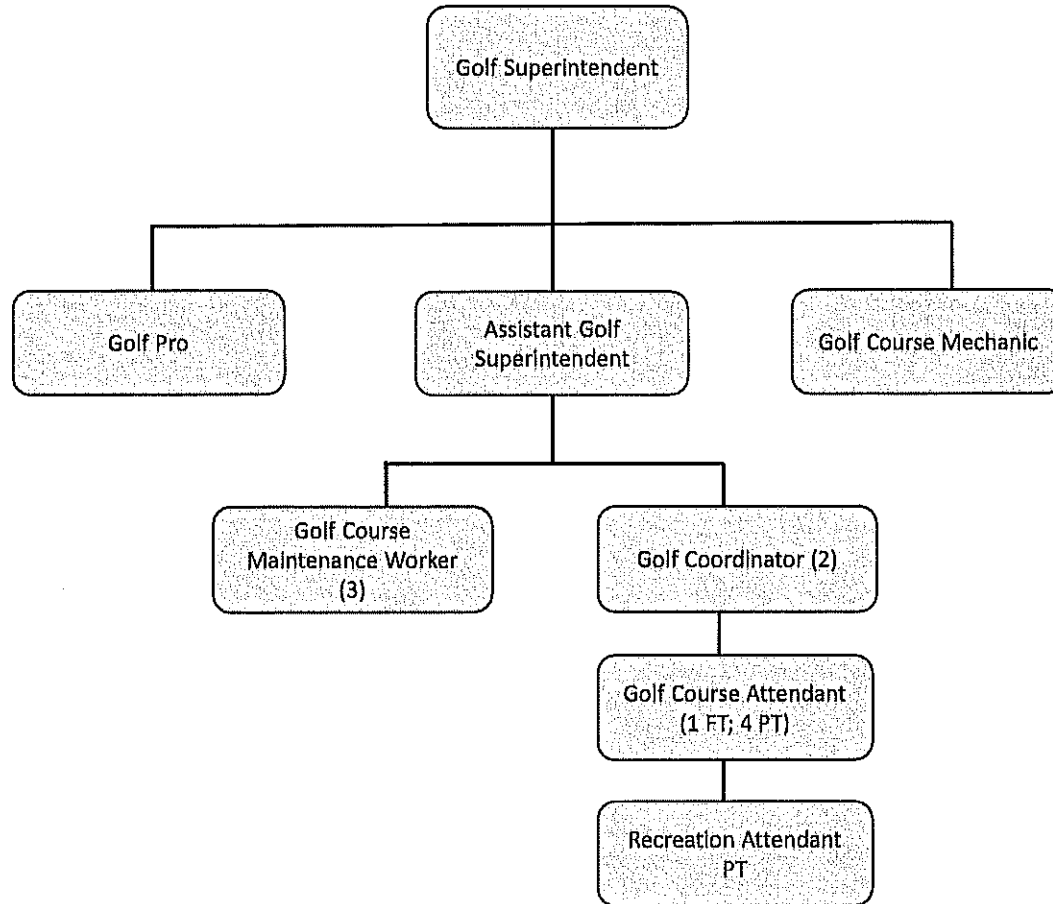 Golf Superintendent
Golf Pro
Assistant Golf
Superintendent
Golf Course Mechanic
Golf Course
Maintenance Worker
(3)
Golf Coordinator (2)
Golf Course Attendant
(1 FT; 4 PT)
Recreation Attendant
PT